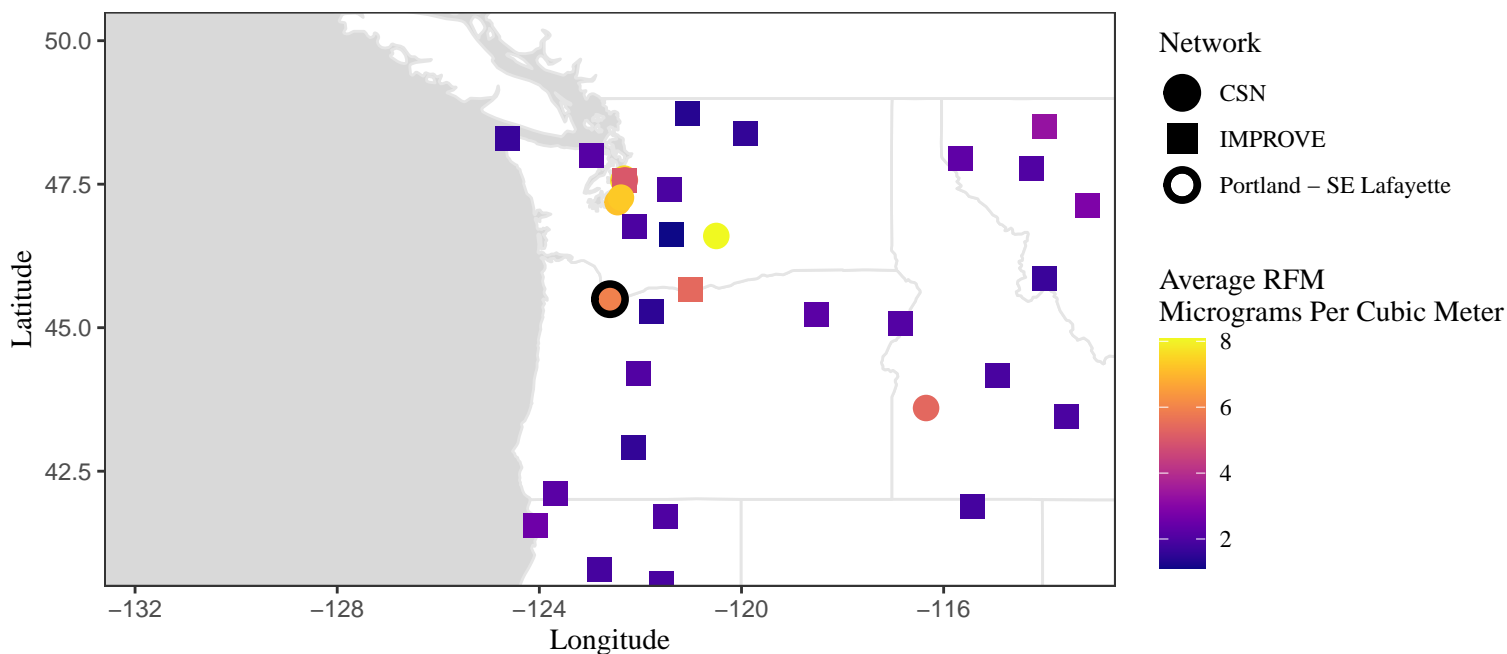 50.0
47.5
45.0
42.5
Latitude
−132
−128
−124
−120
−116
Longitude
Network
CSN
IMPROVE
Portland − SE Lafayette
Average RFM
Micrograms Per Cubic Meter
8
6
4
2